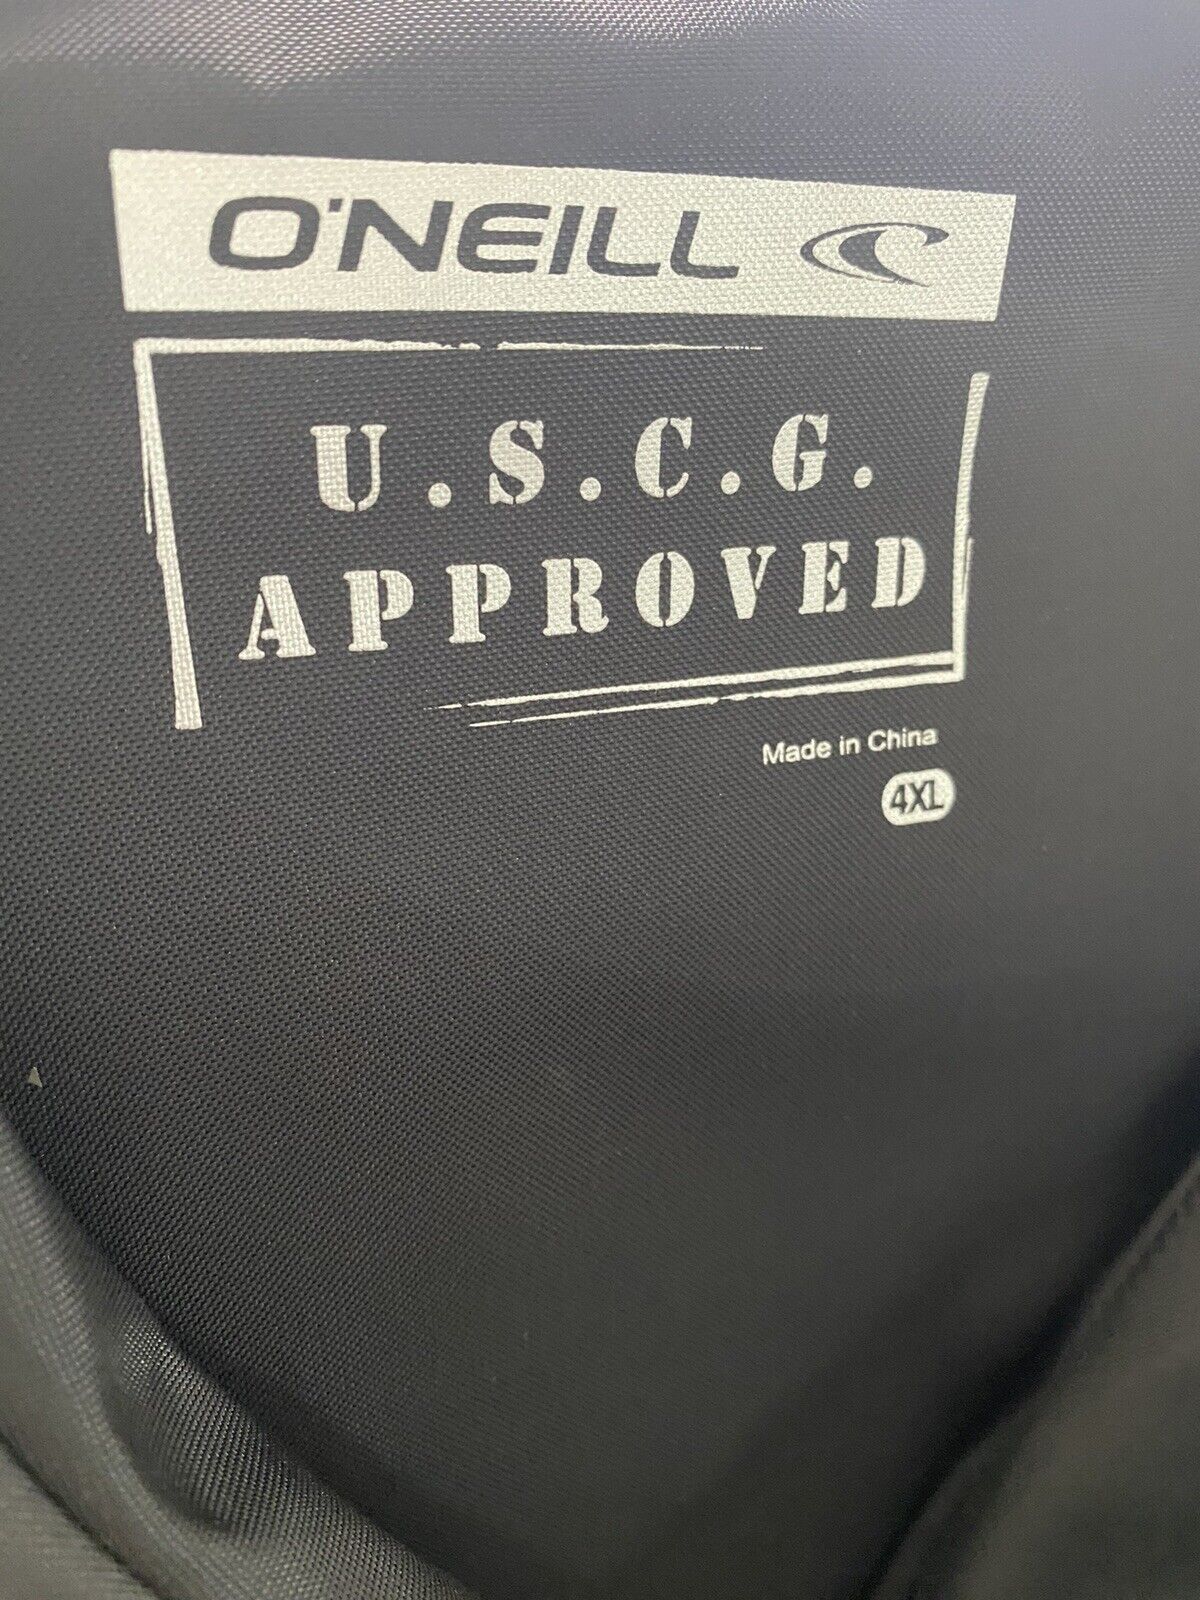 O'NEILL
U.S.C.G.
APPROVED
Made in China
4XL